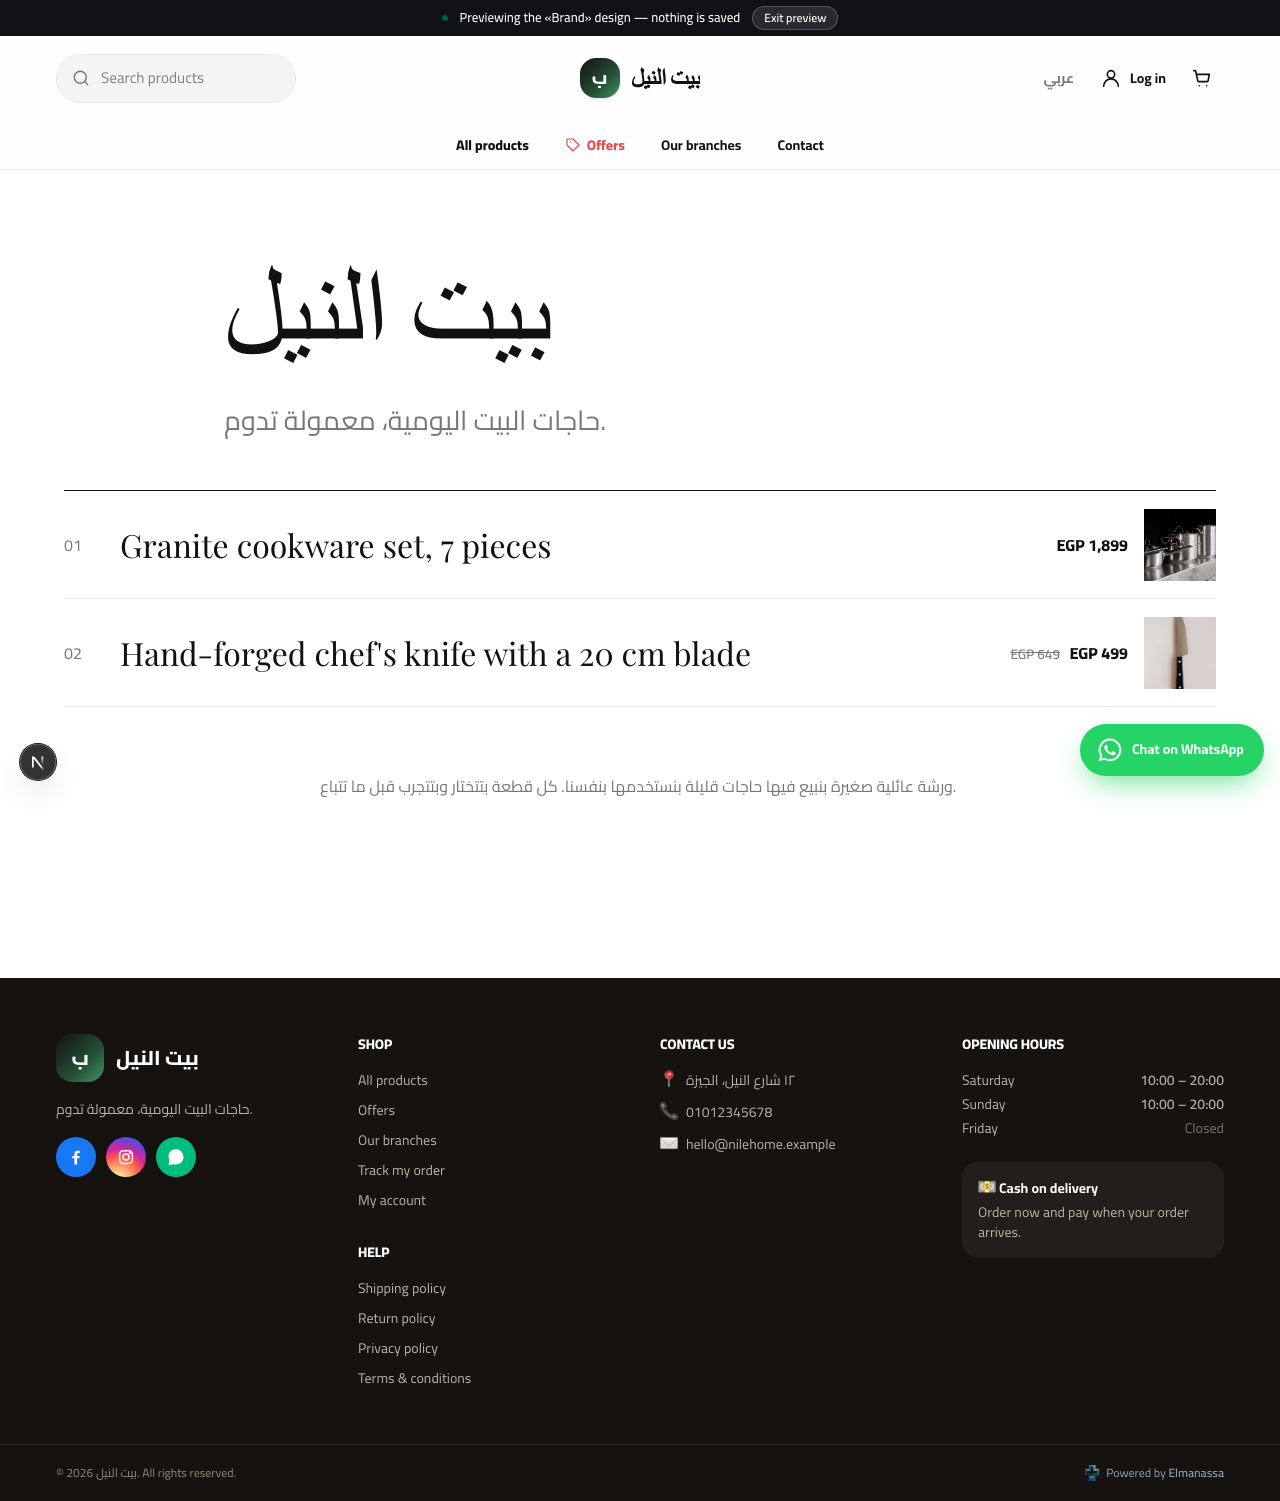 Previewing the «Brand» design — nothing is saved Exit preview
Search products
ب بيت النيل
عربي Log in
All products Offers Our branches Contact
بيت النيل
حاجات البيت اليومية، معمولة تدوم.
01 Granite cookware set, 7 pieces EGP 1,899
02 Hand-forged chef's knife with a 20 cm blade EGP 649 EGP 499
Chat on WhatsApp
N
ورشة عائلية صغيرة بنبيع فيها حاجات قليلة بنستخدمها بنفسنا. كل قطعة بتتختار وبتتجرب قبل ما تتباع.
ب بيت النيل
حاجات البيت اليومية، معمولة تدوم.
SHOP
All products
Offers
Our branches
Track my order
My account
HELP
Shipping policy
Return policy
Privacy policy
Terms & conditions
CONTACT US
١٢ شارع النيل، الجيزة
01012345678
hello@nilehome.example
OPENING HOURS
Saturday 10:00 – 20:00
Sunday 10:00 – 20:00
Friday Closed
Cash on delivery
Order now and pay when your order
arrives.
© 2026 بيت النيل. All rights reserved.
Powered by Elmanassa